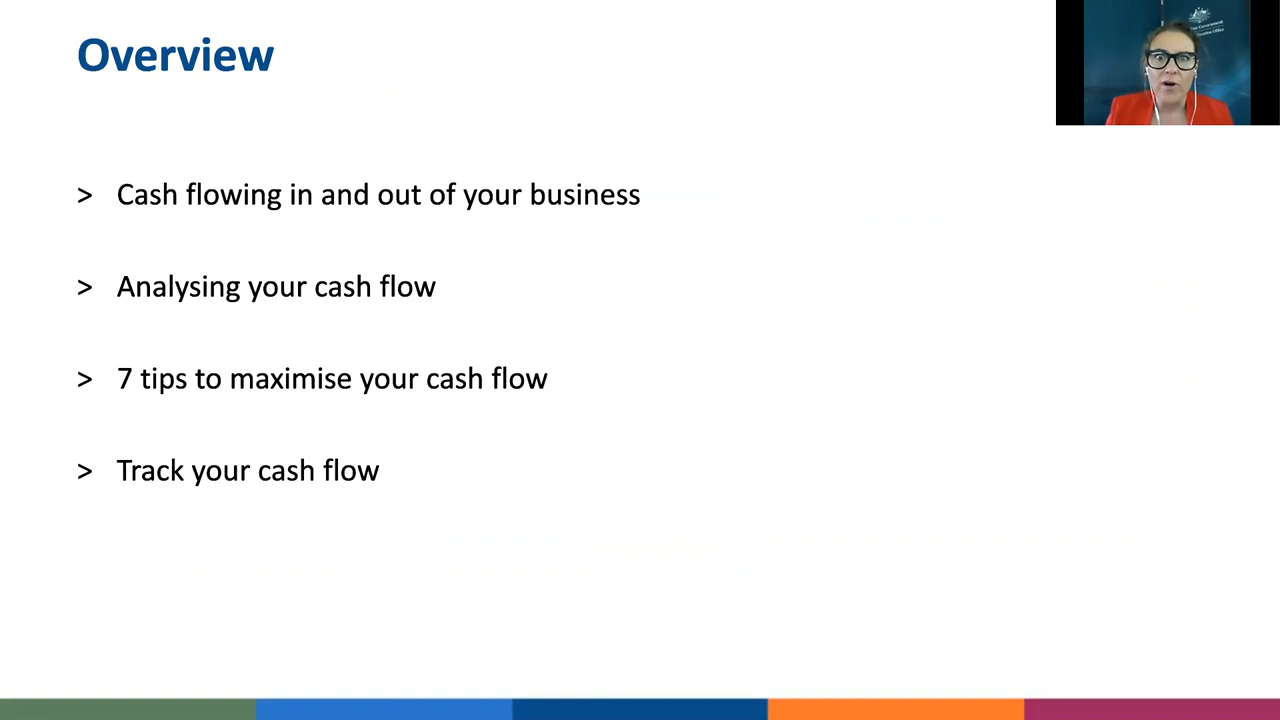 Overview
> Cash flowing in and out of your business
> Analysing your cash flow
> 7 tips to maximise your cash flow
> Track your cash flow